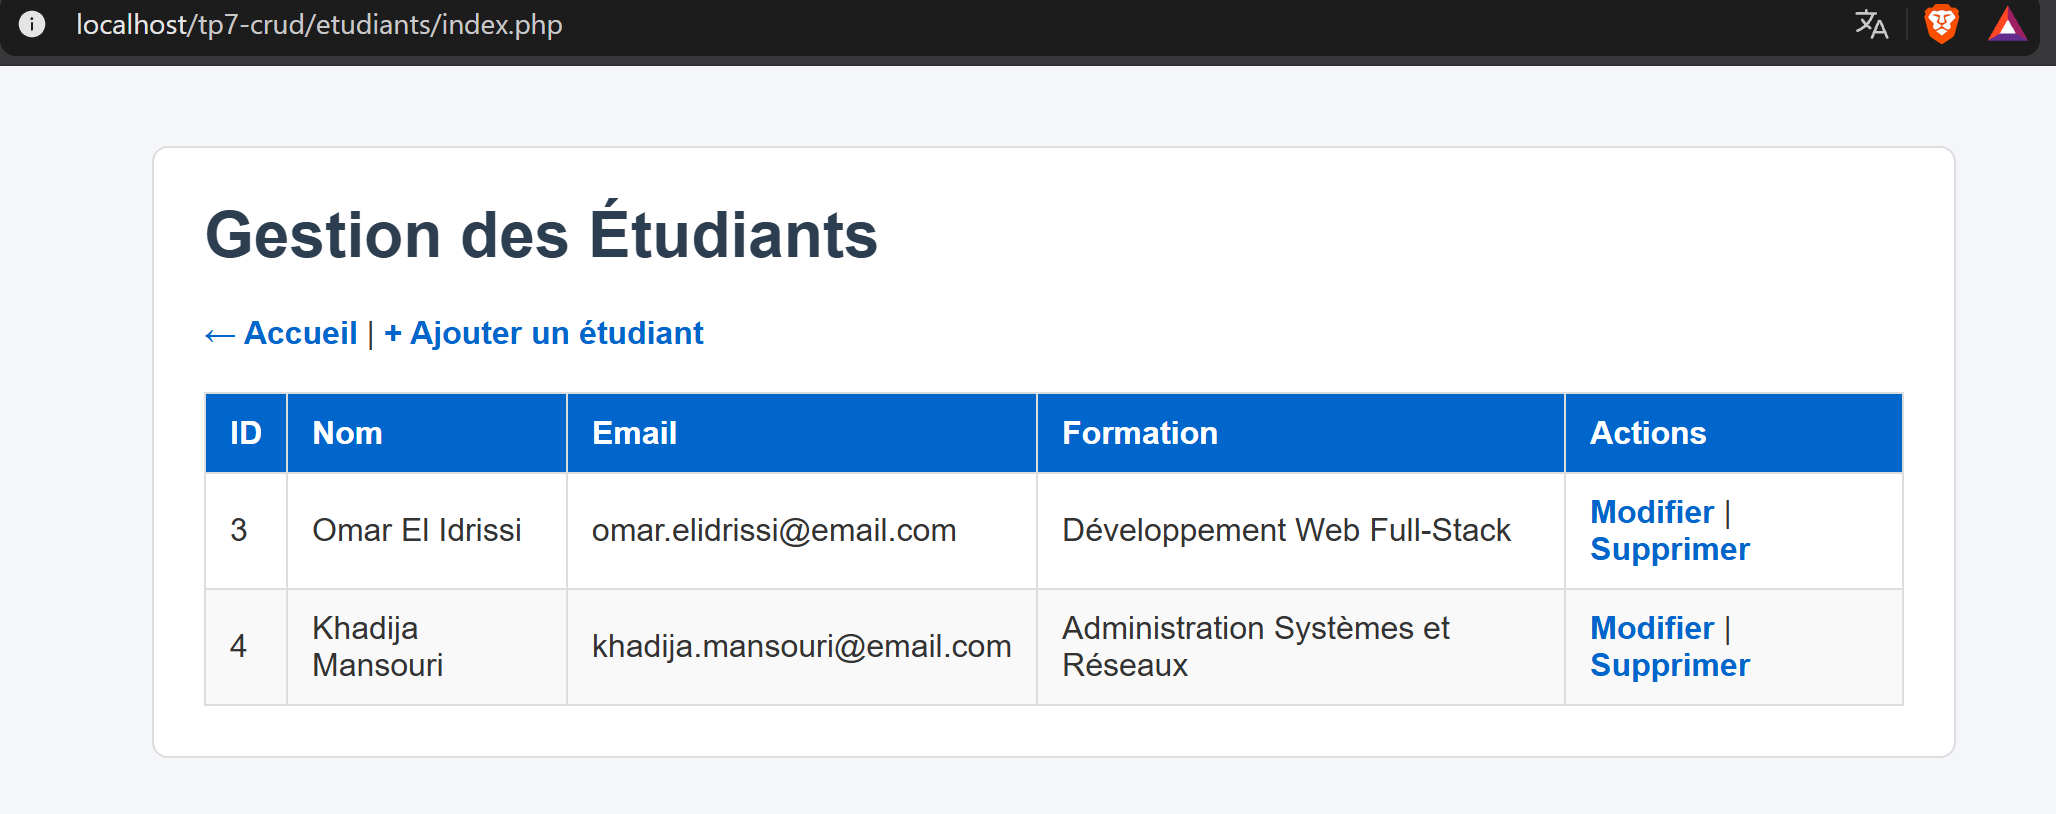 localhost/tp7-crud/etudiants/index.php
Gestion des Étudiants
← Accueil | + Ajouter un étudiant
ID Nom Email Formation Actions
3 Omar El Idrissi omar.elidrissi@email.com Développement Web Full-Stack Modifier |
Supprimer
4 Khadija
Mansouri khadija.mansouri@email.com Administration Systèmes et
Réseaux Modifier |
Supprimer